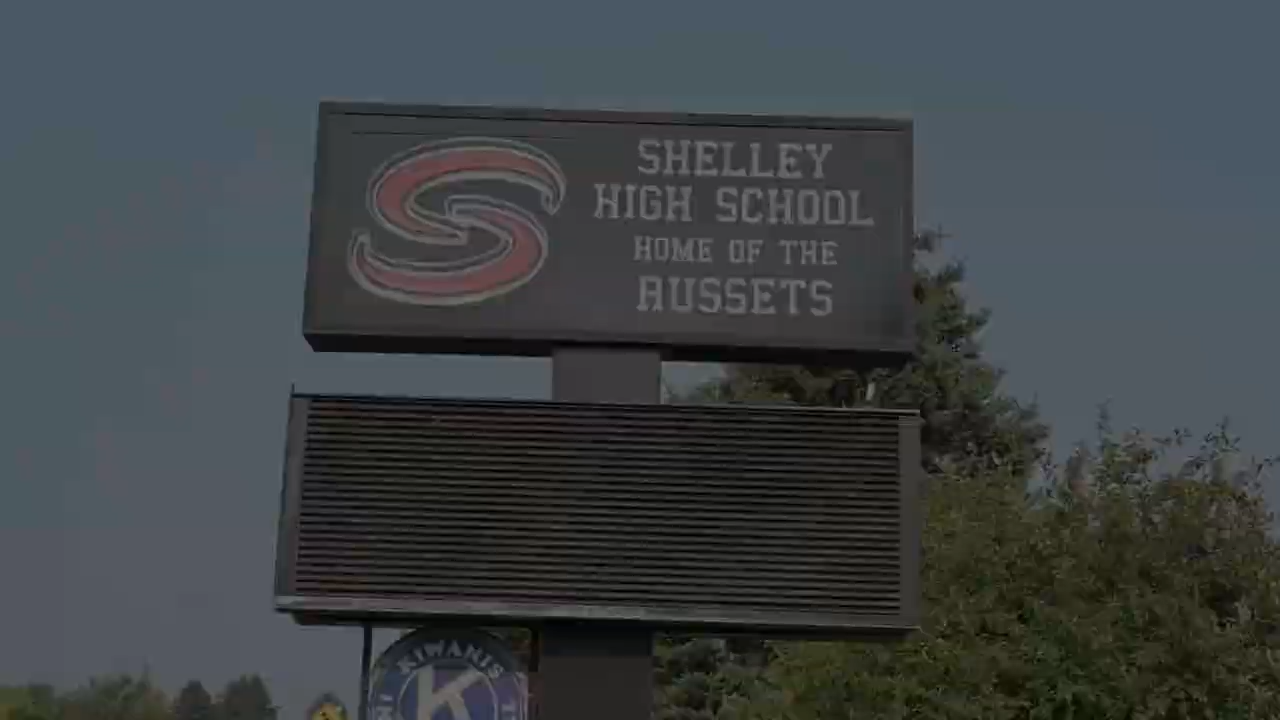 S
SHELLEY
HIGH SCHOOL
HOME OF THE
RUSSETS
KIWANIS
K